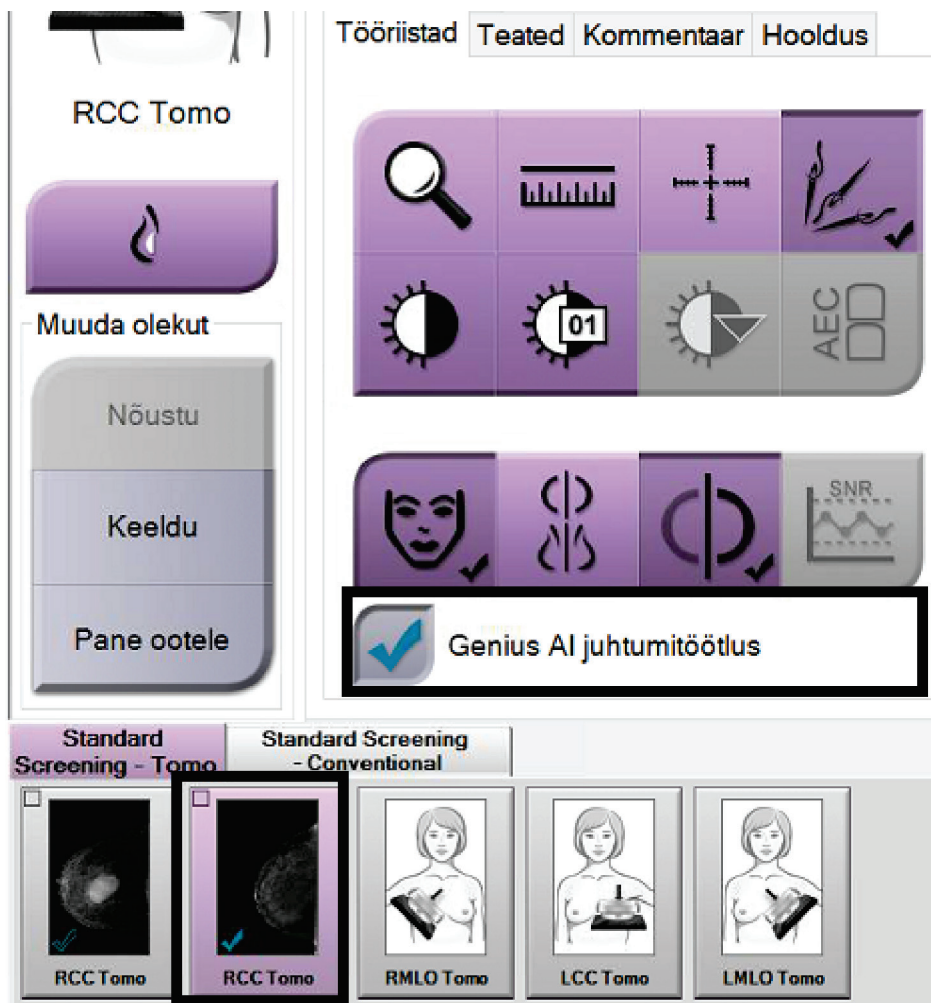 RCC Tomo
Muuda olekut
Nõustu
Keeldu
Pane ootele
Tööriistad Teated Kommentaar Hooldus
01
AEC
SNR
Genius AI juhtumitöötlus
Standard
Screening - Tomo
Standard Screening
- Conventional
RCC Tomo
RCC Tomo
RMLO Tomo
LCC Tomo
LMLO Tomo